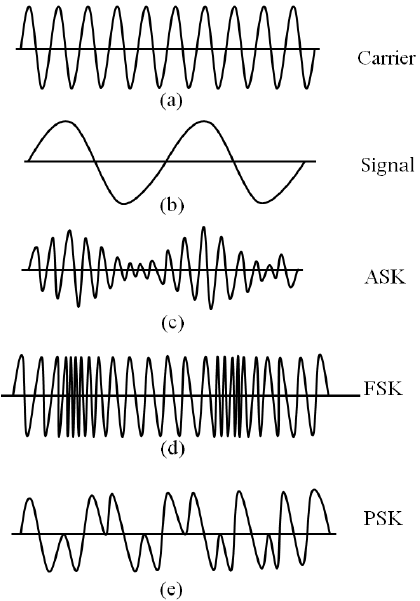 Carrier
(a)
Signal
(b)
ASK
(c)
FSK
(d)
PSK
(e)